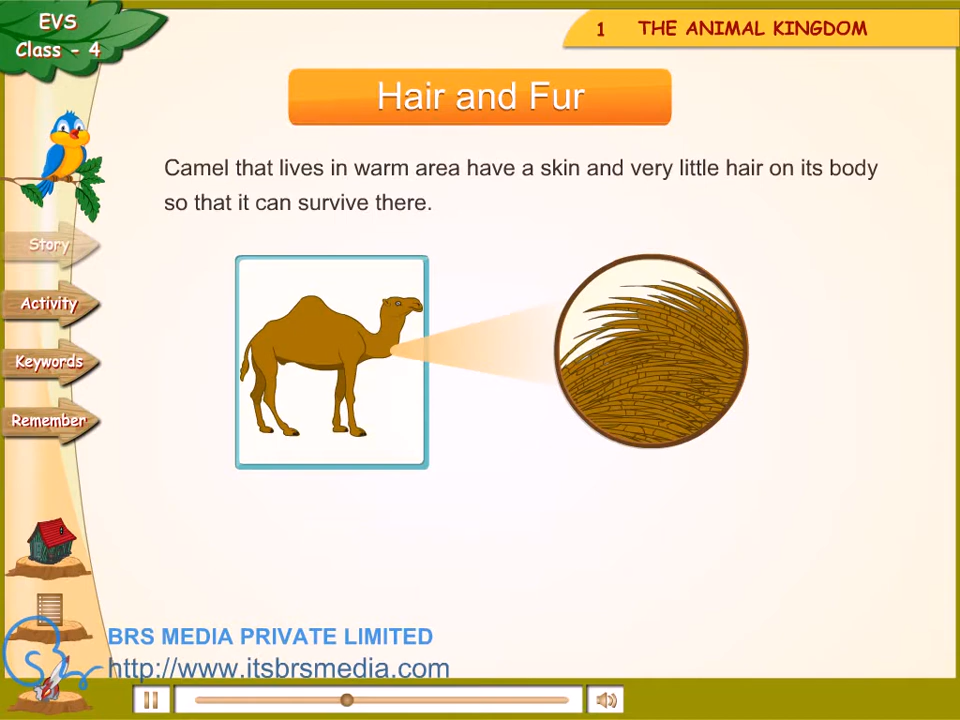 EVS
Class - 4
1 THE ANIMAL KINGDOM
Hair and Fur
Camel that lives in warm area have a skin and very little hair on its body
so that it can survive there.
Story
Activity
Keywords
Remember
BRS MEDIA PRIVATE LIMITED
http://www.itsbrsmedia.com